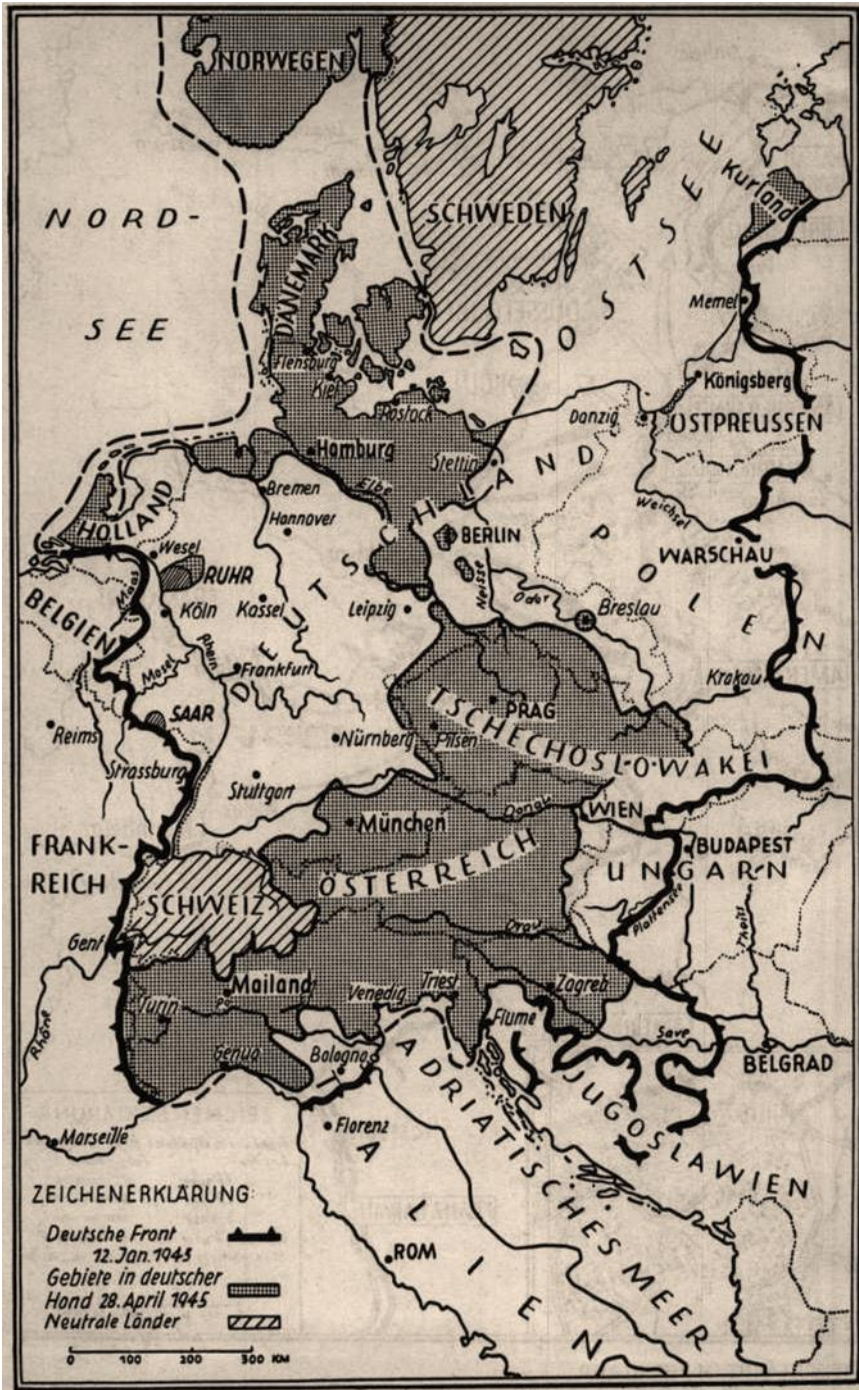 NORWEGEN
NORD-
SEE
SCHWEDEN
OSTSEE
Kurland
DÄNEMARK
Memel
Flensburg
Kiel
Königsberg
Rostock
Danzig
OSTPREUSSEN
Hamburg
Stettin
Bremen
Elbe
HOLLAND
Hannover
DEUTSCHLAND
Weichsel
BERLIN
POLEN
WARSCHAU
Wesel
RUHR
Neisse
Oder
BELGIEN
Maas
Köln
Kassel
Leipzig
Breslau
Rhein
Mosel
Frankfurt
Krakau
TSCHECHOSLOWAKEI
PRAG
SAAR
Reims
Nürnberg
Pilsen
Strassburg
Stuttgart
Donau
WIEN
München
FRANK-
REICH
BUDAPEST
UNGARN
ÖSTERREICH
SCHWEIZ
Plattensee
Theiss
Genf
Drau
Mailand
Zagreb
Triest
Venedig
Turin
Po
Fiume
Rhône
Save
Genua
Bologna
BELGRAD
ADRIATISCHES MEER
JUGOSLAWIEN
Marseille
Florenz
ALIEN
ROM
ZEICHENERKLÄRUNG:
Deutsche Front
12. Jan. 1945
Gebiete in deutscher
Hand 28. April 1945
Neutrale Länder
0 100 200 300 KM